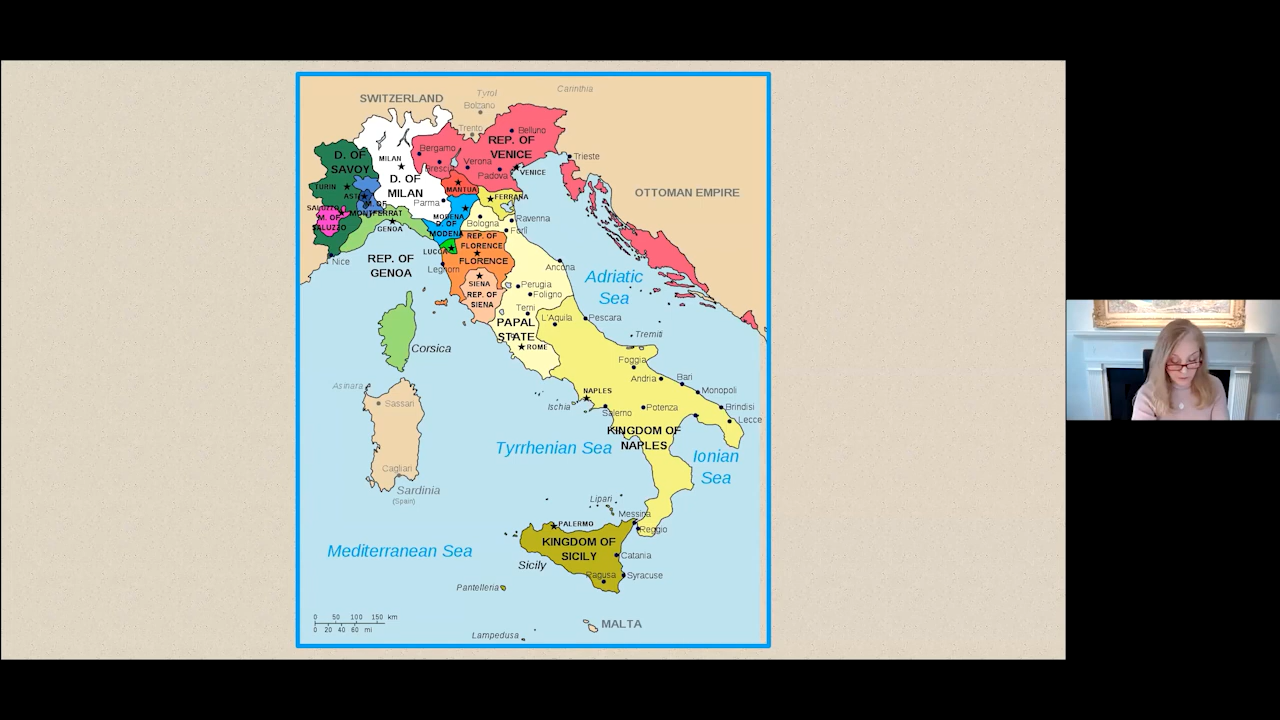 Carinthia
Tyrol
SWITZERLAND
Bolzano
Trento
Belluno
REP. OF
VENICE
Bergamo
Brescia
Verona
Padova
VENICE
Trieste
D. OF
SAVOY
MILAN
D. OF
MILAN
TURIN
ASTI
M. OF
MONTFERRAT
SALUZZO
M. OF
SALUZZO
MANTUA
FERRARA
Parma
MODENA
D. OF
MODENA
Bologna
Ravenna
Forlì
GENOA
REP. OF
GENOA
Nice
LUCCA
REP. OF
FLORENCE
FLORENCE
Leghorn
SIENA
REP. OF
SIENA
OTTOMAN EMPIRE
Ancona
Adriatic
Sea
Perugia
Foligno
Terni
L'Aquila
Pescara
PAPAL
STATE
ROME
Tremiti
Corsica
Foggia
Andria
Bari
Monopoli
Asinara
Sassari
NAPLES
Ischia
Salerno
Potenza
Brindisi
Lecce
KINGDOM OF
NAPLES
Tyrrhenian Sea
Ionian
Sea
Cagliari
Sardinia
(Spain)
Lipari
Messina
Reggio
PALERMO
KINGDOM OF
SICILY
Catania
Mediterranean Sea
Sicily
Ragusa
Syracuse
Pantelleria
0 50 100 150 km
0 20 40 60 mi
MALTA
Lampedusa